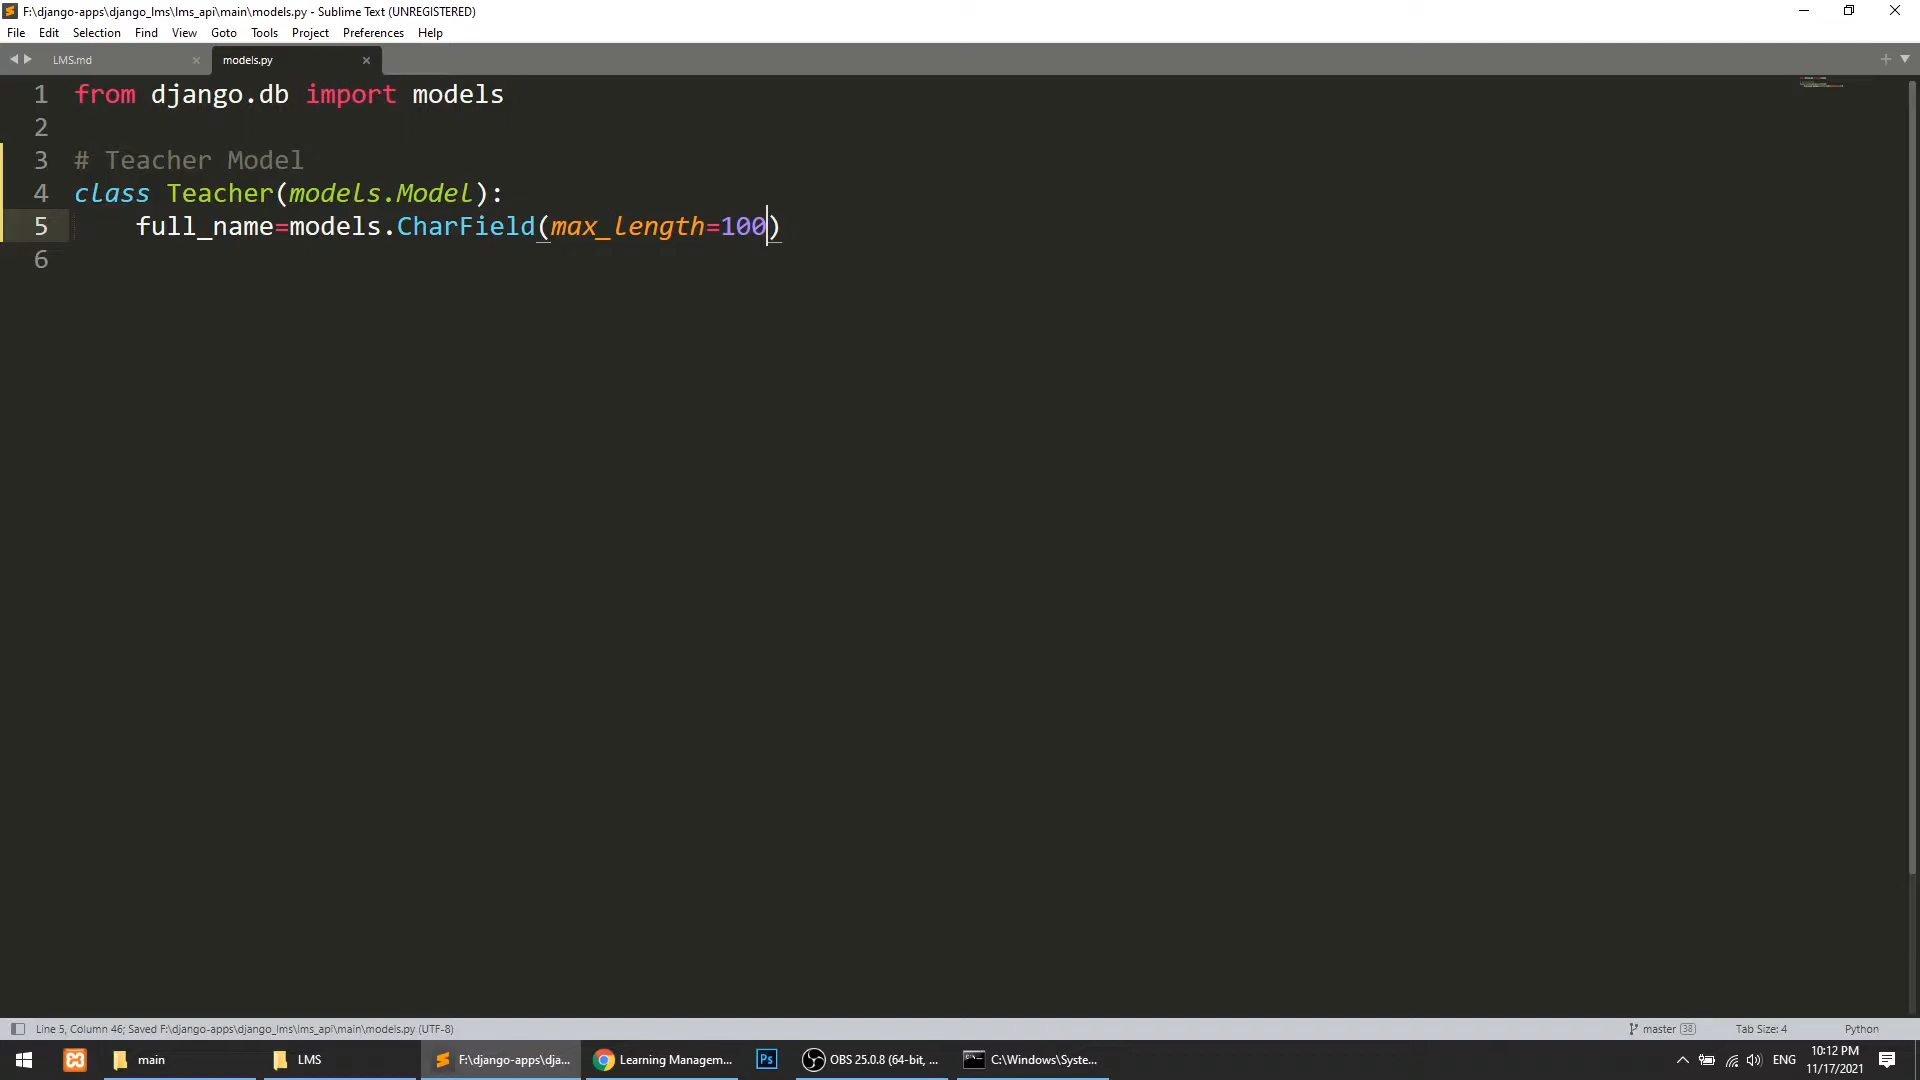 F:\django-apps\django_lms\lms_api\main\models.py - Sublime Text (UNREGISTERED)
File Edit Selection Find View Goto Tools Project Preferences Help
LMS.md × models.py ×
1 from django.db import models
2
3 # Teacher Model
4 class Teacher(models.Model):
5 full_name=models.CharField(max_length=100)
6
Line 5, Column 46; Saved F:\django-apps\django_lms\lms_api\main\models.py (UTF-8) master 38 Tab Size: 4 Python
main LMS F:\django-apps\dja... Learning Managem... Ps OBS 25.0.8 (64-bit, ... C:\Windows\Syste... ENG 10:12 PM
11/17/2021